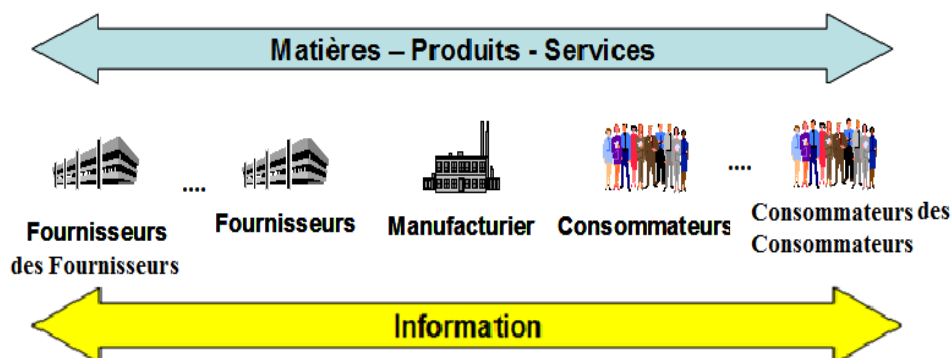 Matières – Produits - Services
....
....
Fournisseurs
des Fournisseurs
Fournisseurs
Manufacturier
Consommateurs
Consommateurs des
Consommateurs
Information